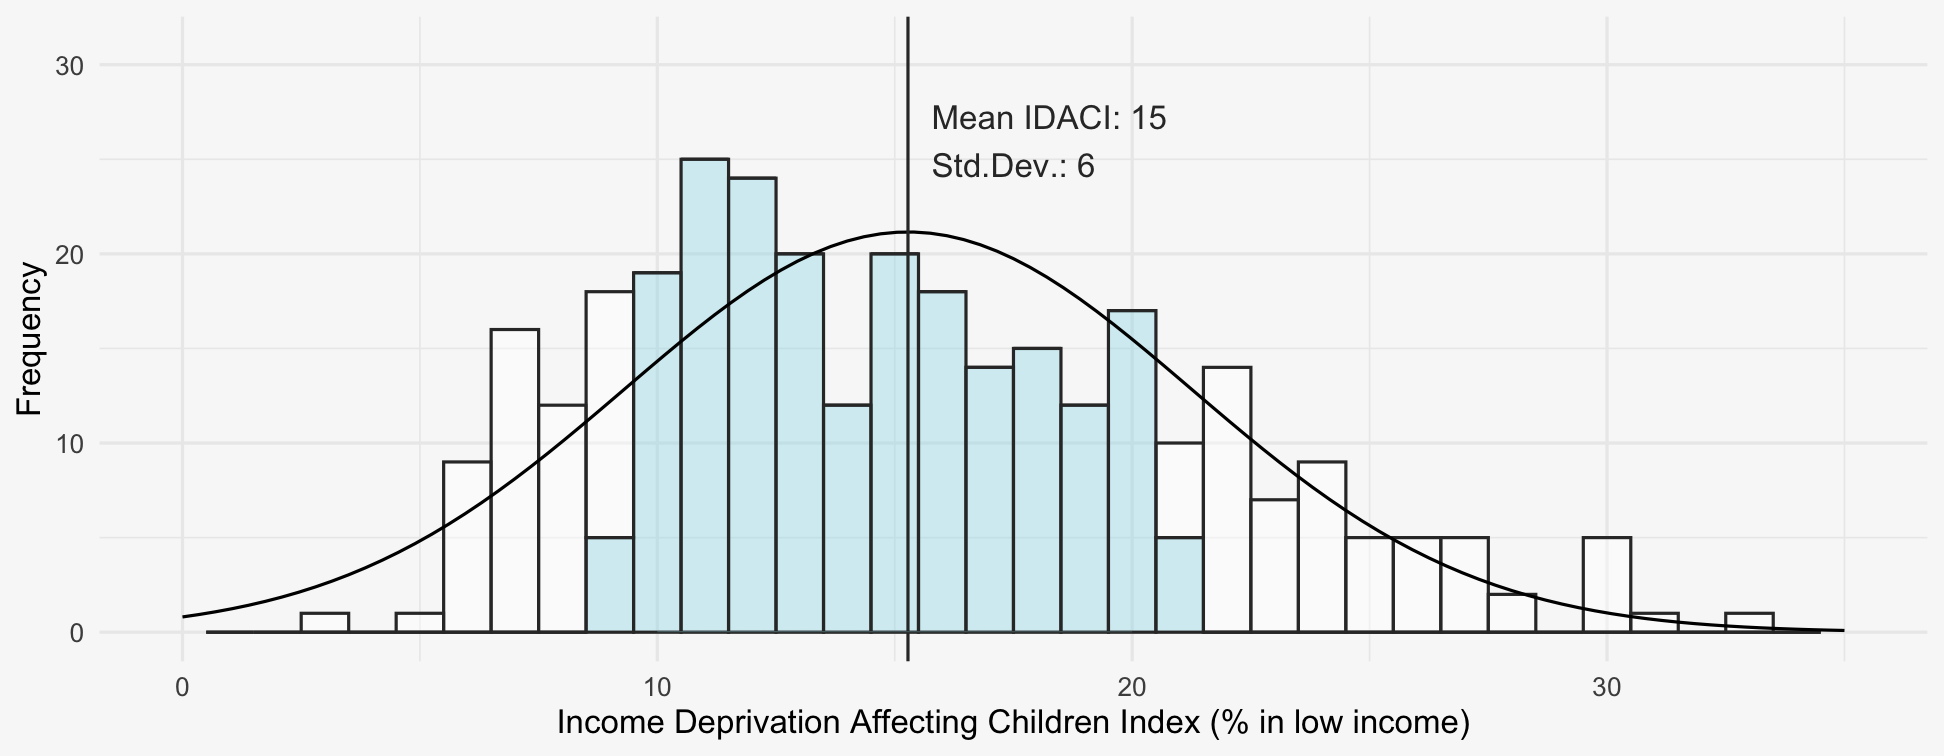 30
20
10
0
Frequency
Mean IDACI: 15
Std.Dev.: 6
0
10
20
30
Income Deprivation Affecting Children Index (% in low income)